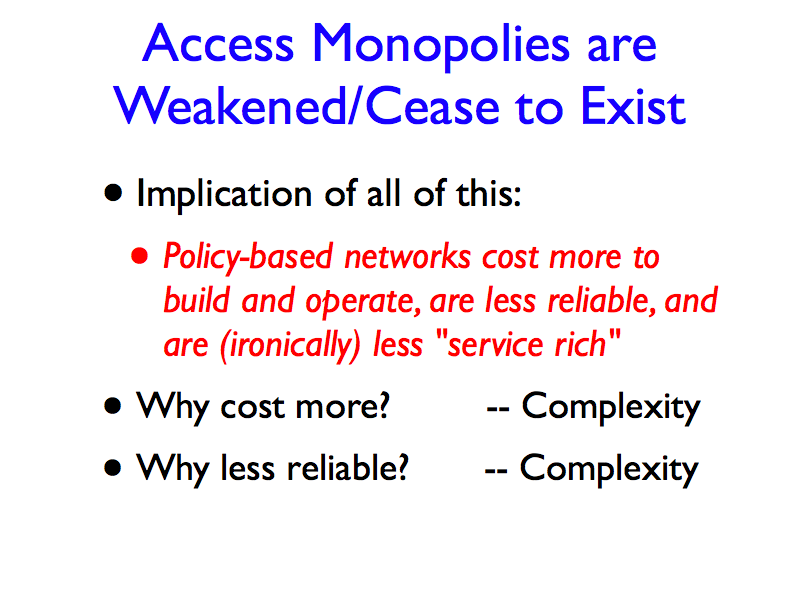 Access Monopolies are
Weakened/Cease to Exist
• Implication of all of this:
• Policy-based networks cost more to
build and operate, are less reliable, and
are (ironically) less "service rich"
• Why cost more? -- Complexity
• Why less reliable? -- Complexity